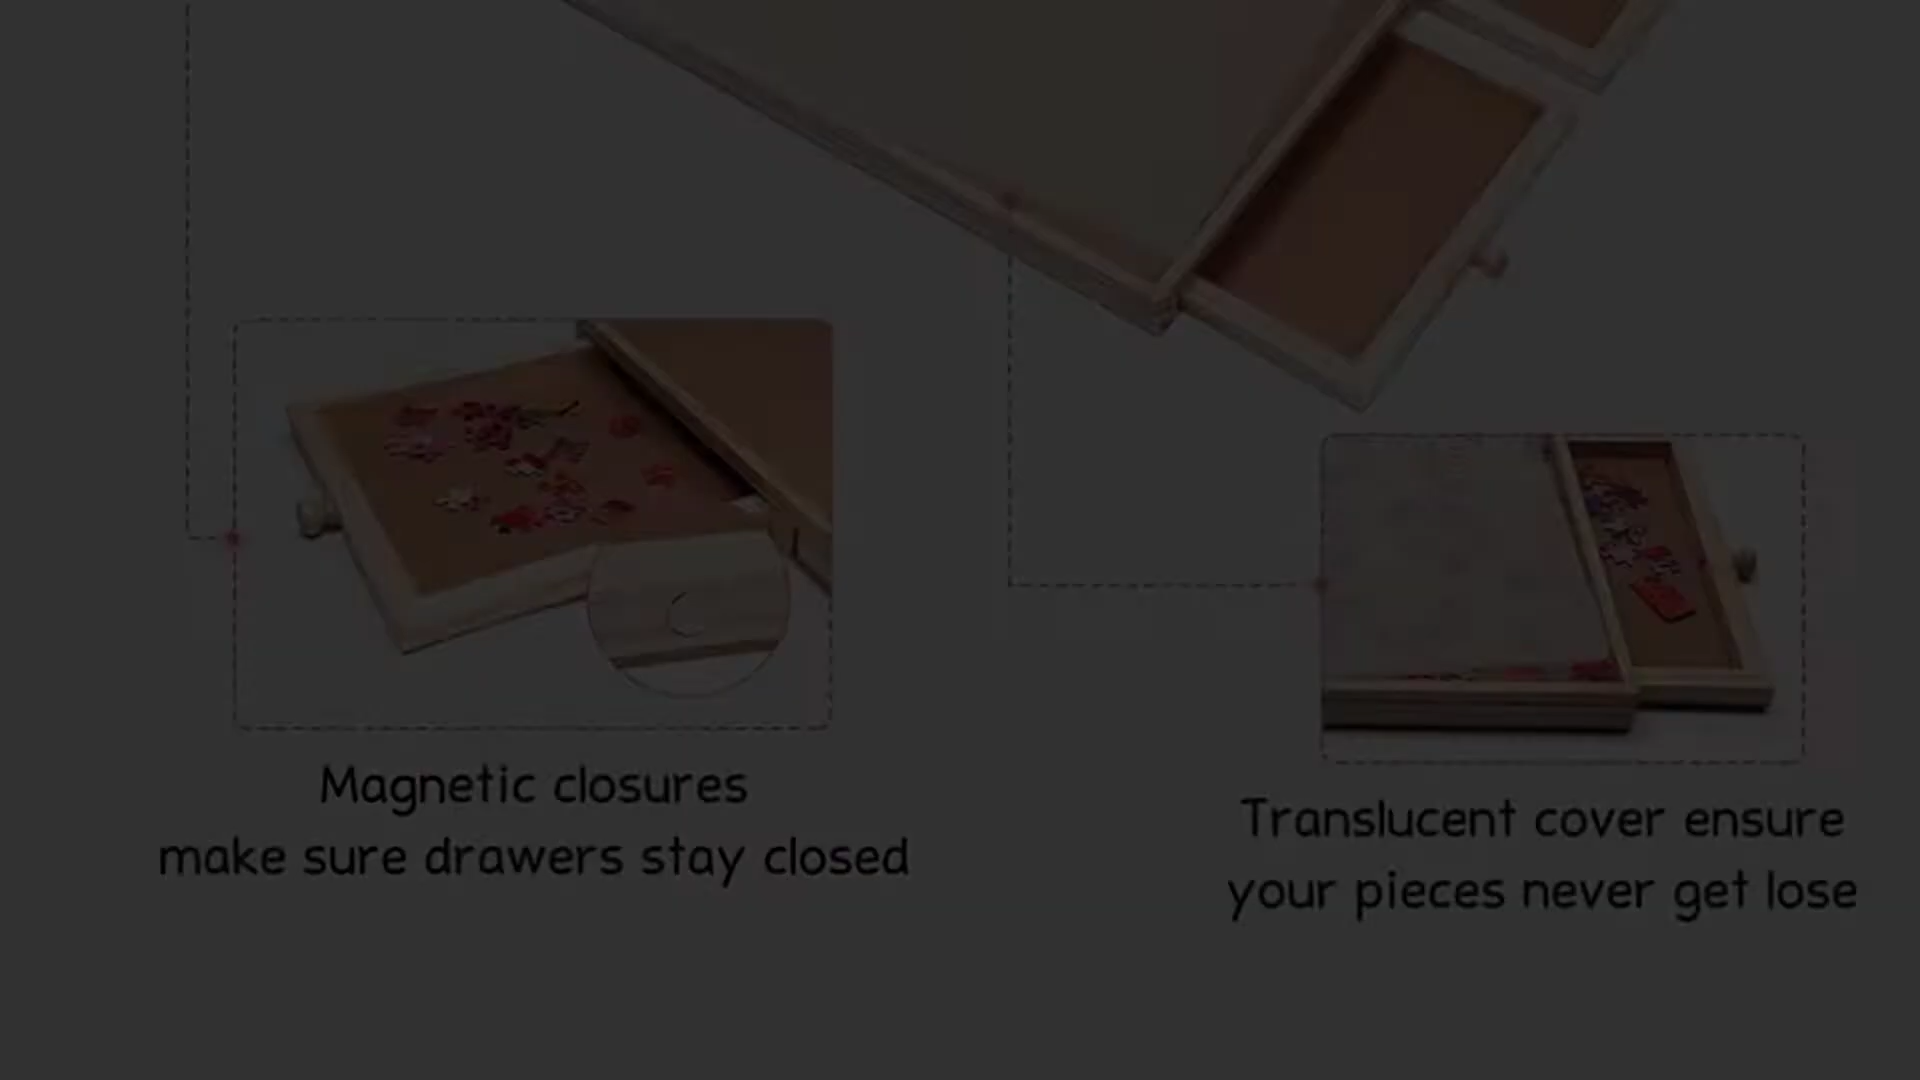 Magnetic closures
make sure drawers stay closed
Translucent cover ensure
your pieces never get lose